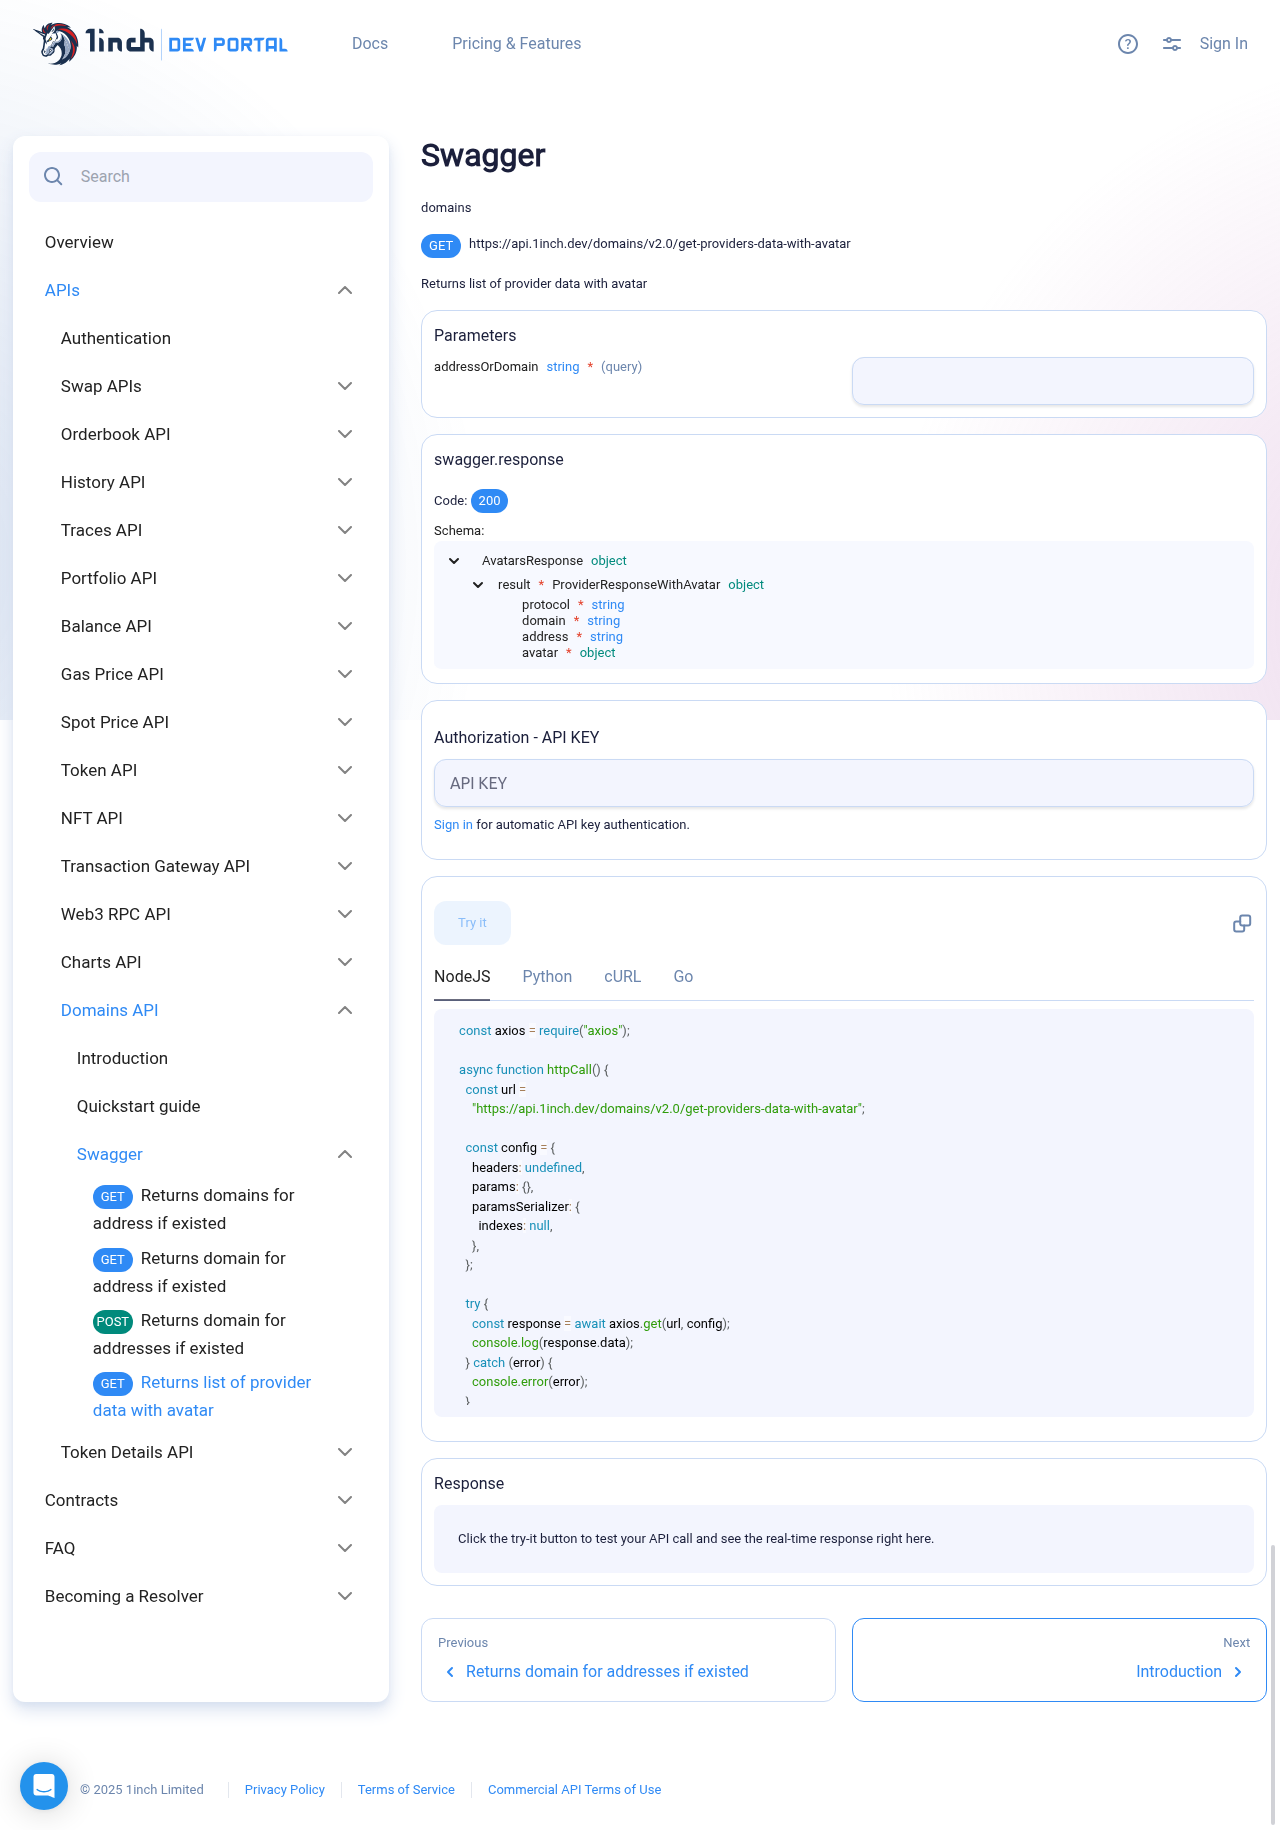 1inch DEV PORTAL
Docs
Pricing & Features
Sign In
Search
Overview
APIs
Authentication
Swap APIs
Orderbook API
History API
Traces API
Portfolio API
Balance API
Gas Price API
Spot Price API
Token API
NFT API
Transaction Gateway API
Web3 RPC API
Charts API
Domains API
Introduction
Quickstart guide
Swagger
GET Returns domains for
address if existed
GET Returns domain for
address if existed
POST Returns domain for
addresses if existed
GET Returns list of provider
data with avatar
Token Details API
Contracts
FAQ
Becoming a Resolver
Swagger
domains
GET https://api.1inch.dev/domains/v2.0/get-providers-data-with-avatar
Returns list of provider data with avatar
Parameters
addressOrDomain string * (query)
swagger.response
Code: 200
Schema:
AvatarsResponse object
result * ProviderResponseWithAvatar object
protocol * string
domain * string
address * string
avatar * object
Authorization - API KEY
API KEY
Sign in for automatic API key authentication.
Try it
NodeJS Python cURL Go
const axios = require("axios");
async function httpCall() {
const url =
"https://api.1inch.dev/domains/v2.0/get-providers-data-with-avatar";
const config = {
headers: undefined,
params: {},
paramsSerializer: {
indexes: null,
},
};
try {
const response = await axios.get(url, config);
console.log(response.data);
} catch (error) {
console.error(error);
}
Response
Click the try-it button to test your API call and see the real-time response right here.
Previous
Returns domain for addresses if existed
Next
Introduction
© 2025 1inch Limited
Privacy Policy
Terms of Service
Commercial API Terms of Use